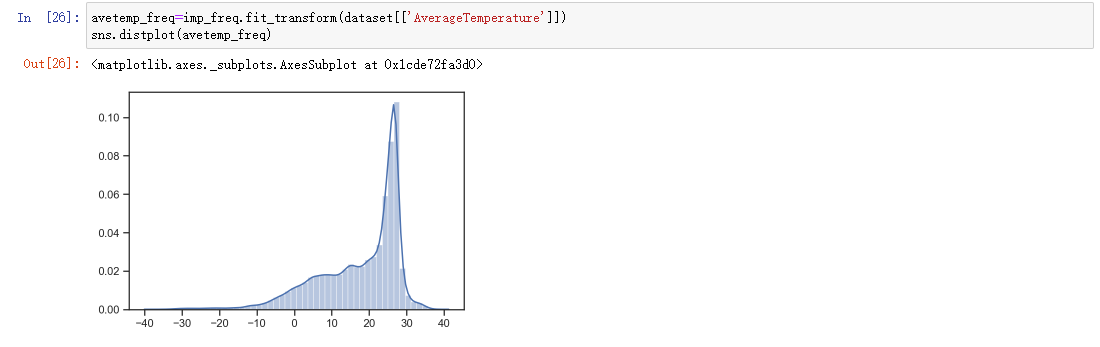 In [26]: avetemp_freq=imp_freq.fit_transform(dataset[['AverageTemperature']])
sns.distplot(avetemp_freq)
Out[26]: <matplotlib.axes._subplots.AxesSubplot at 0x1cde72fa3d0>
0.10
0.08
0.06
0.04
0.02
0.00
−40 −30 −20 −10 0 10 20 30 40